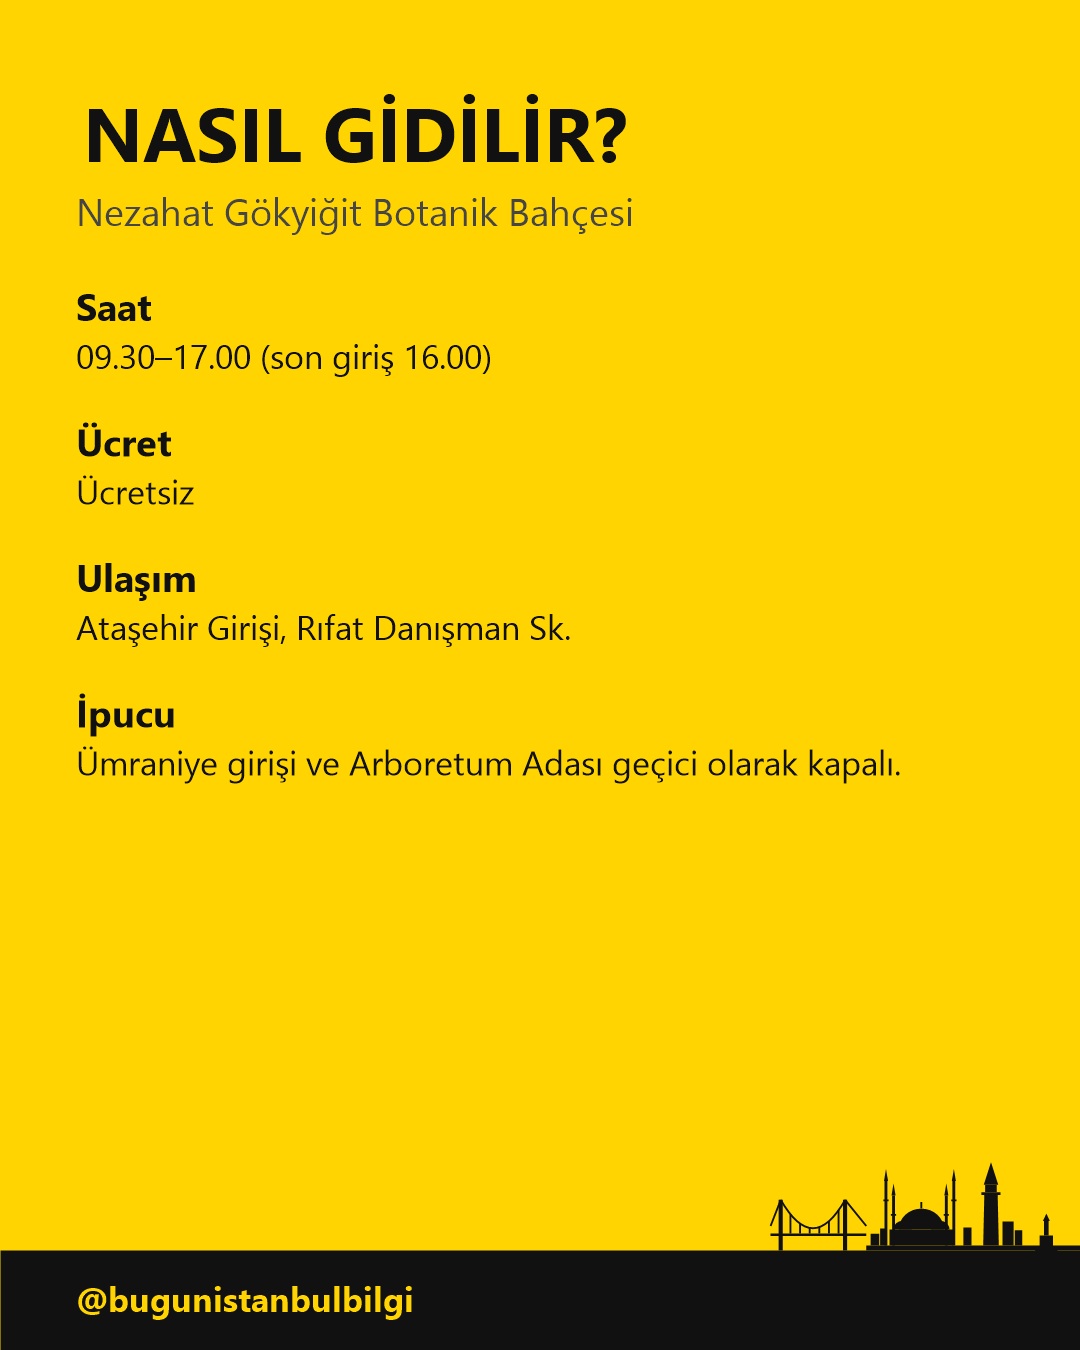 NASIL GİDİLİR?
Nezahat Gökyiğit Botanik Bahçesi
Saat
09.30–17.00 (son giriş 16.00)
Ücret
Ücretsiz
Ulaşım
Ataşehir Girişi, Rıfat Danışman Sk.
İpucu
Ümraniye girişi ve Arboretum Adası geçici olarak kapalı.
@bugunistanbulbilgi